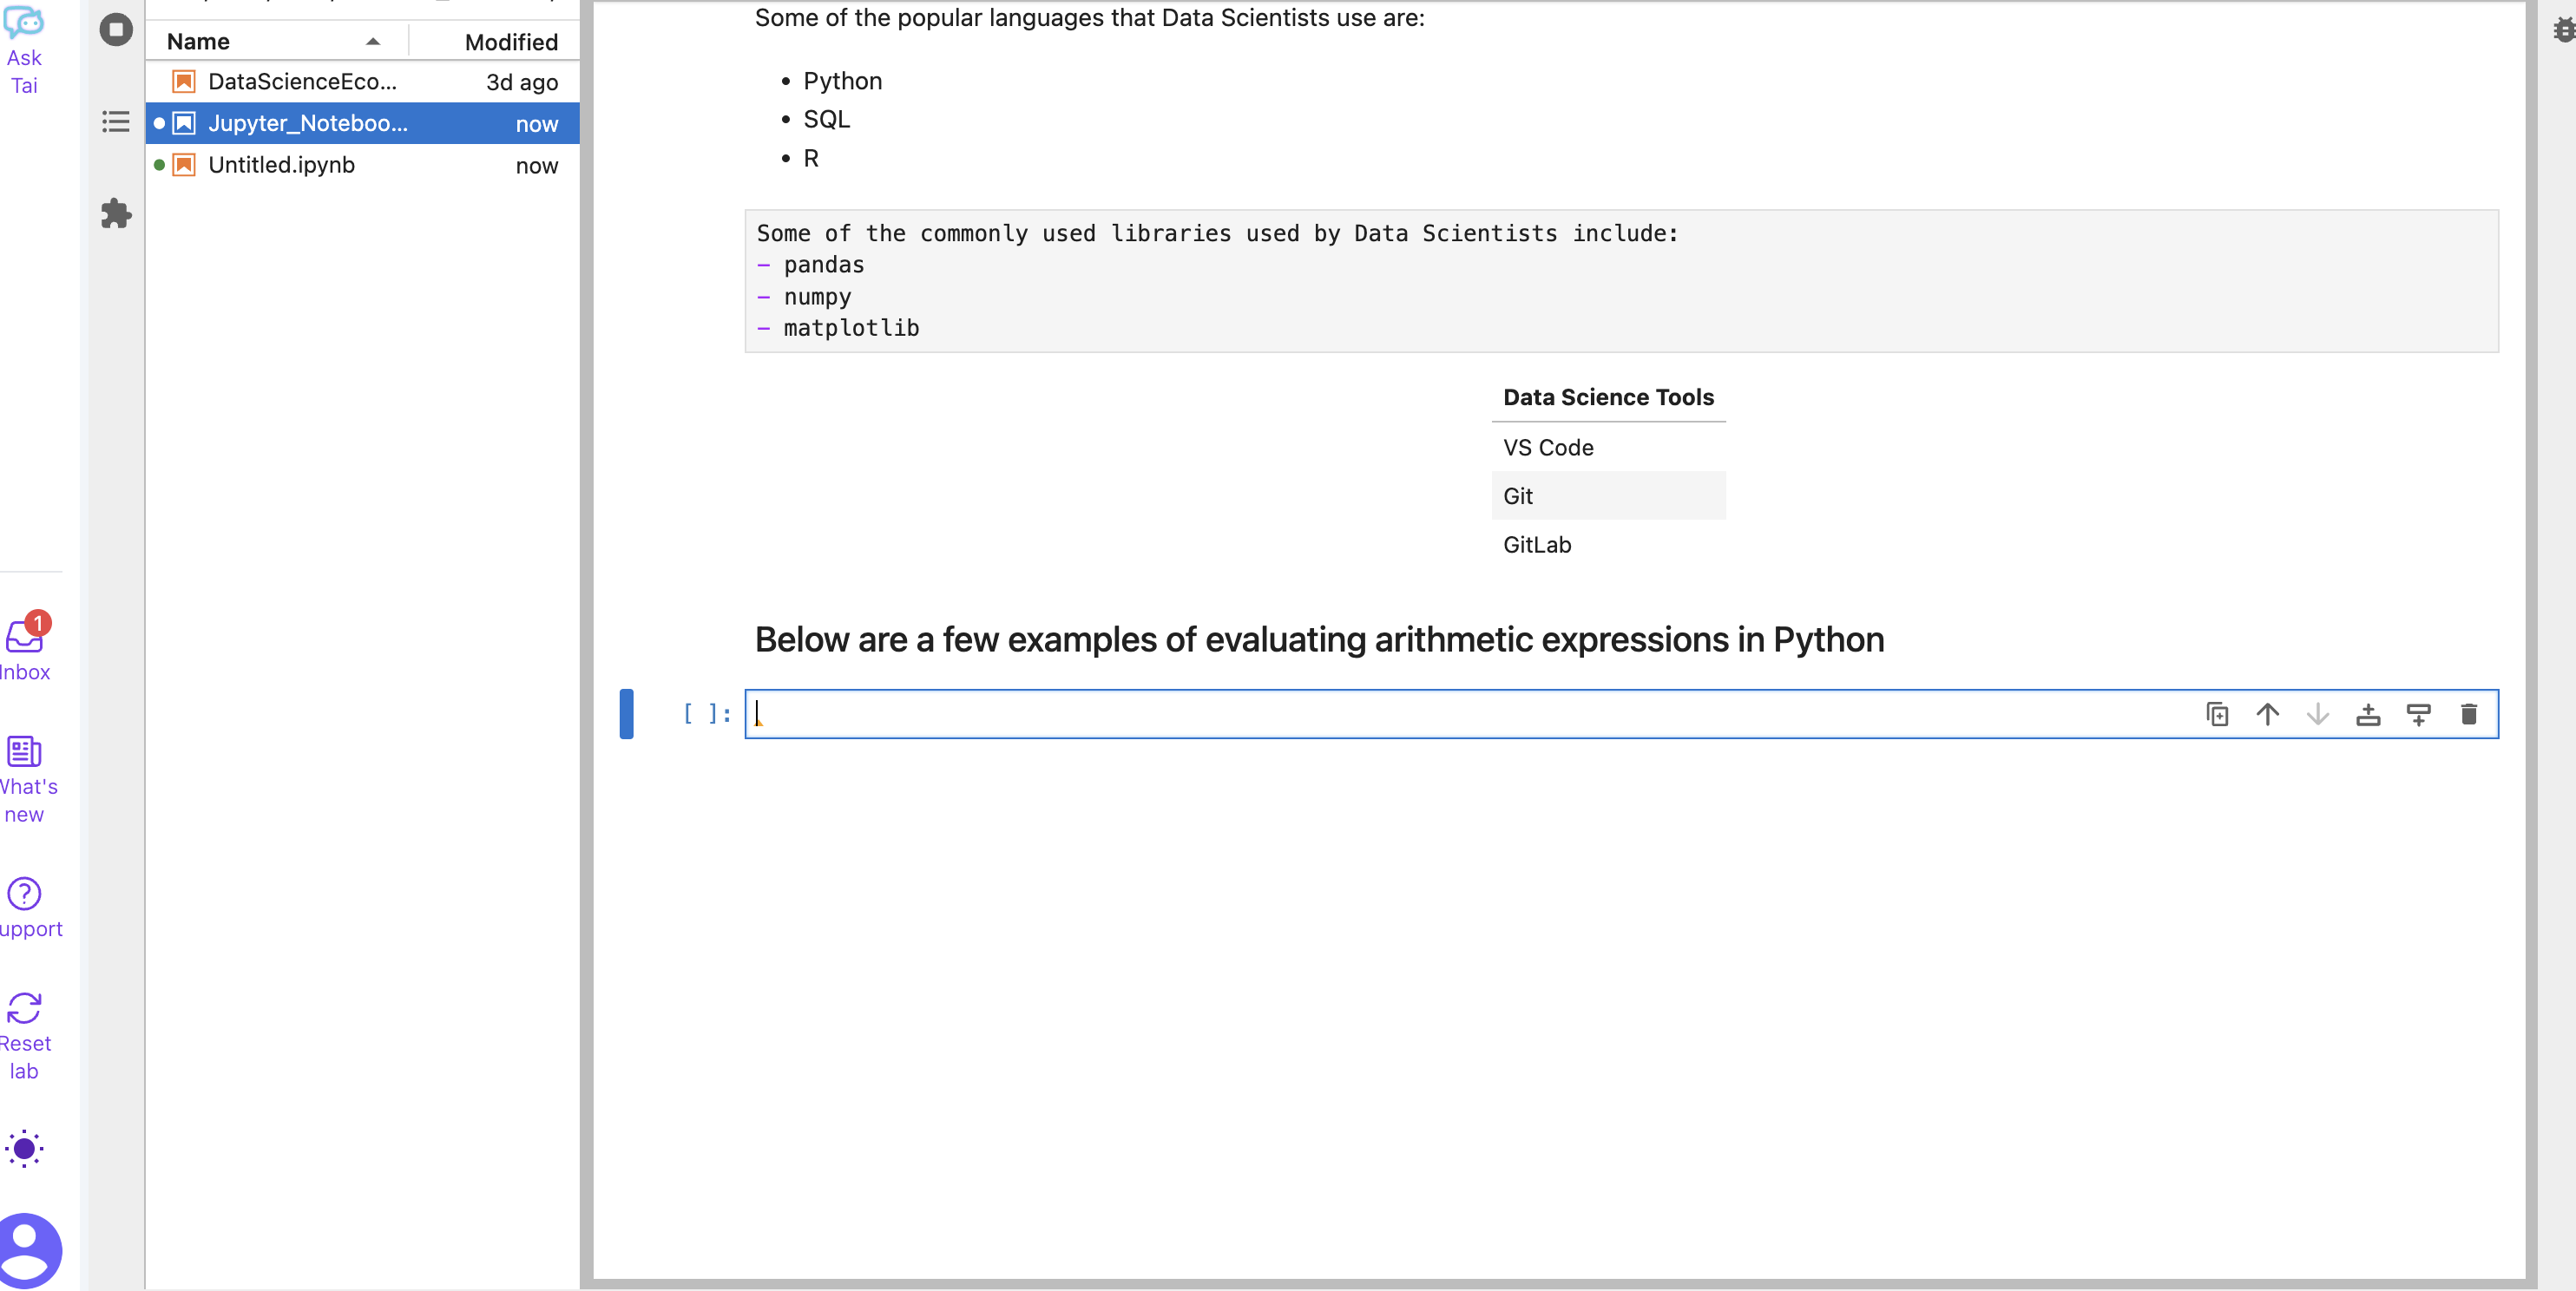 Ask
Tai
Inbox
1
What's
new
Support
Reset
lab
Name
Modified
DataScienceEco...
3d ago
Jupyter_Noteboo...
now
Untitled.ipynb
now
Some of the popular languages that Data Scientists use are:
• Python
• SQL
• R
Some of the commonly used libraries used by Data Scientists include:
- pandas
- numpy
- matplotlib
Data Science Tools
VS Code
Git
GitLab
Below are a few examples of evaluating arithmetic expressions in Python
[ ]: